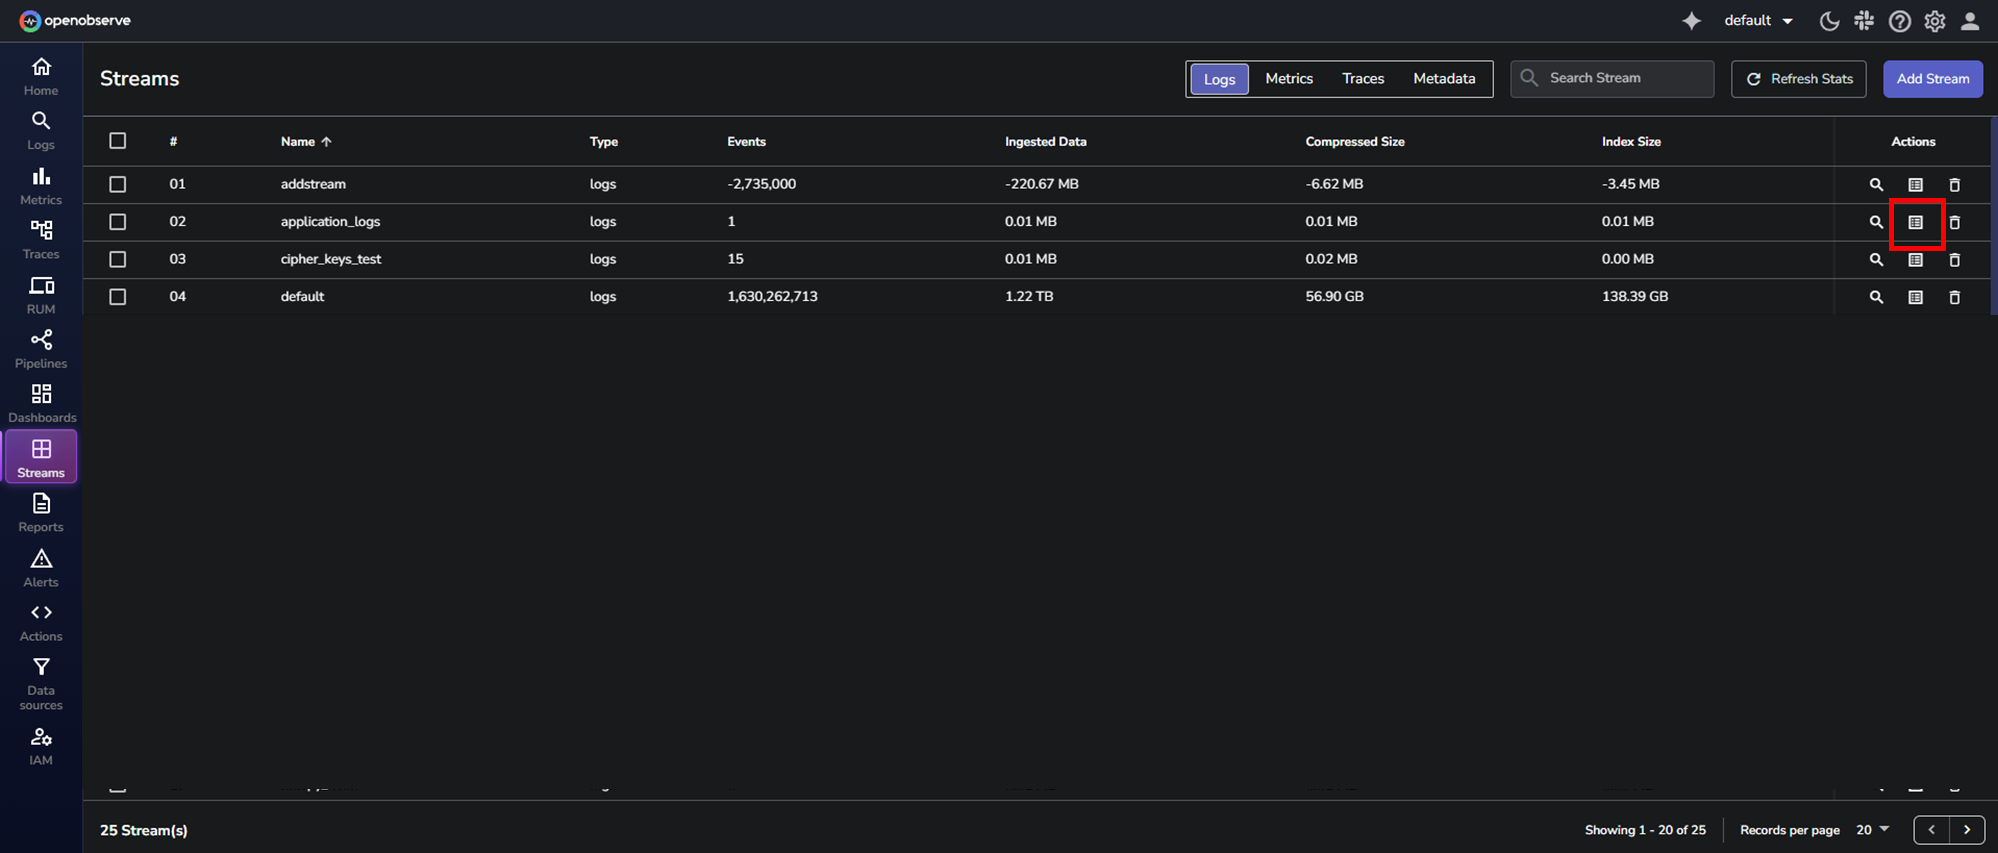 openobserve
default
Home
Logs
Metrics
Traces
RUM
Pipelines
Dashboards
Streams
Reports
Alerts
Actions
Data
sources
IAM
Streams
Logs Metrics Traces Metadata
Search Stream
Refresh Stats
Add Stream
# Name Type Events Ingested Data Compressed Size Index Size Actions
01 addstream logs -2,735,000 -220.67 MB -6.62 MB -3.45 MB
02 application_logs logs 1 0.01 MB 0.01 MB 0.01 MB
03 cipher_keys_test logs 15 0.01 MB 0.02 MB 0.00 MB
04 default logs 1,630,262,713 1.22 TB 56.90 GB 138.39 GB
25 Stream(s)
Showing 1 - 20 of 25
Records per page 20